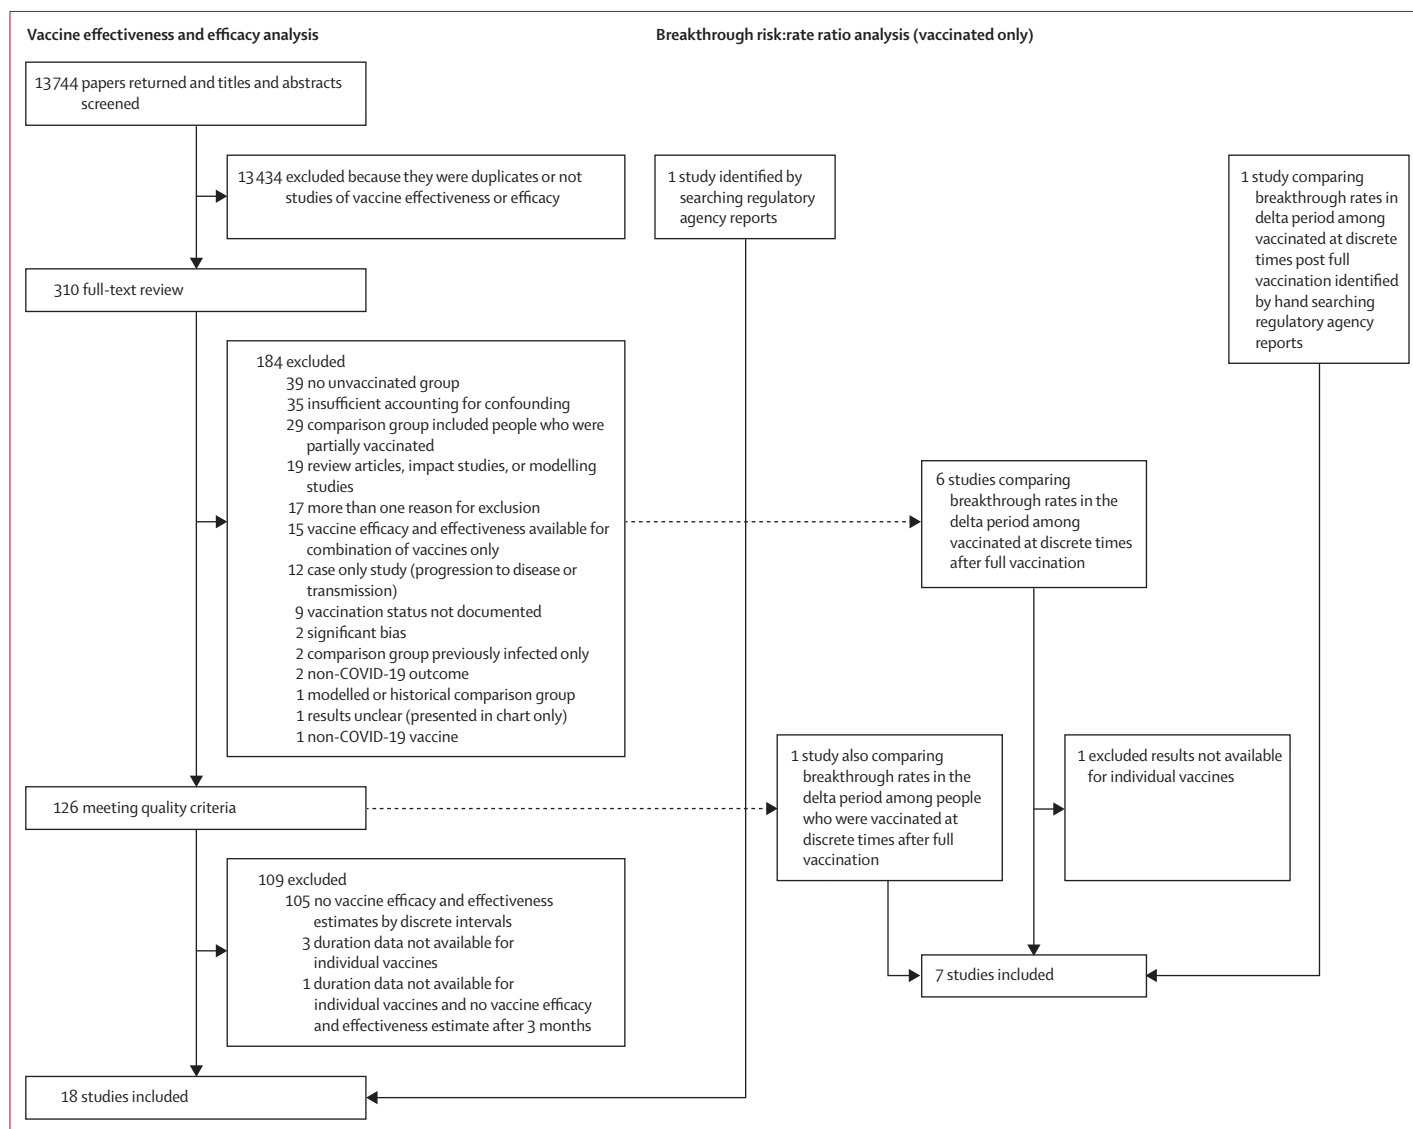 Vaccine effectiveness and efficacy analysis
Breakthrough risk:rate ratio analysis (vaccinated only)
13 744 papers returned and titles and abstracts
screened
13 434 excluded because they were duplicates or not
studies of vaccine effectiveness or efficacy
1 study identified by
searching regulatory
agency reports
1 study comparing
breakthrough rates in
delta period among
vaccinated at discrete
times post full
vaccination identified
by hand searching
regulatory agency
reports
310 full-text review
184 excluded
39 no unvaccinated group
35 insufficient accounting for confounding
29 comparison group included people who were
partially vaccinated
19 review articles, impact studies, or modelling
studies
17 more than one reason for exclusion
15 vaccine efficacy and effectiveness available for
combination of vaccines only
12 case only study (progression to disease or
transmission)
9 vaccination status not documented
2 significant bias
2 comparison group previously infected only
2 non-COVID-19 outcome
1 modelled or historical comparison group
1 results unclear (presented in chart only)
1 non-COVID-19 vaccine
6 studies comparing
breakthrough rates in the
delta period among
vaccinated at discrete times
after full vaccination
126 meeting quality criteria
1 study also comparing
breakthrough rates in the
delta period among people
who were vaccinated at
discrete times after full
vaccination
1 excluded results not available
for individual vaccines
109 excluded
105 no vaccine efficacy and effectiveness
estimates by discrete intervals
3 duration data not available for
individual vaccines
1 duration data not available for
individual vaccines and no vaccine efficacy
and effectiveness estimate after 3 months
7 studies included
18 studies included